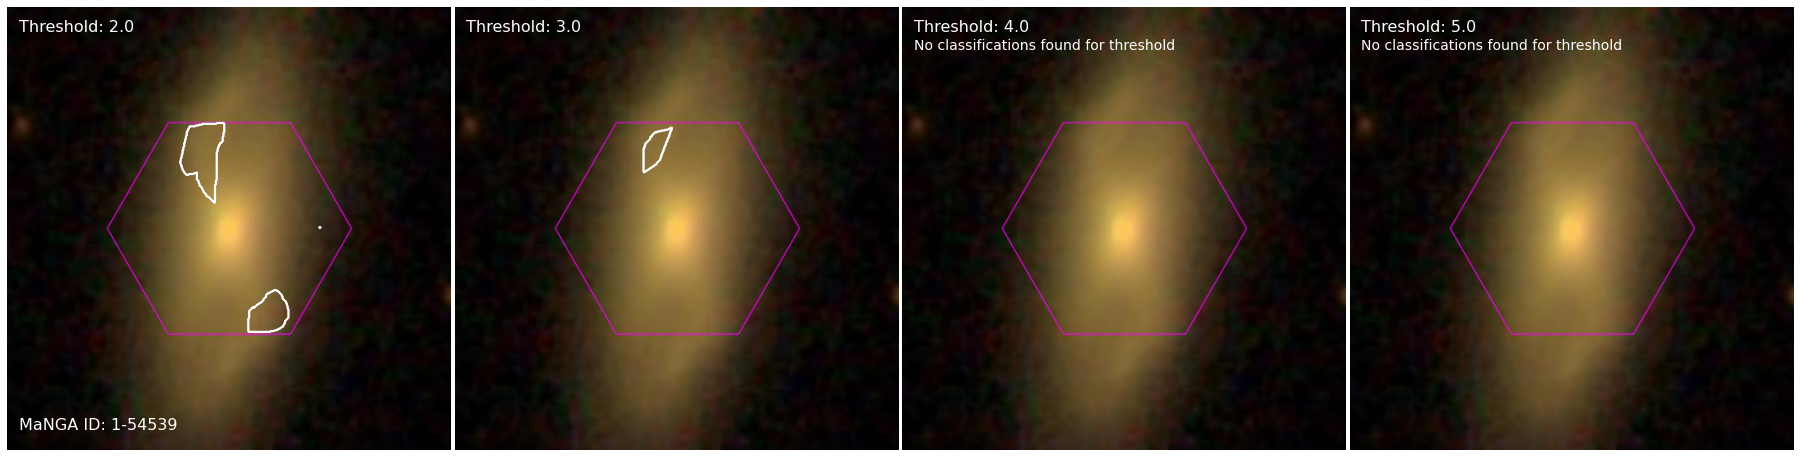 Threshold: 2.0
MaNGA ID: 1-54539
Threshold: 3.0
Threshold: 4.0
No classifications found for threshold
Threshold: 5.0
No classifications found for threshold